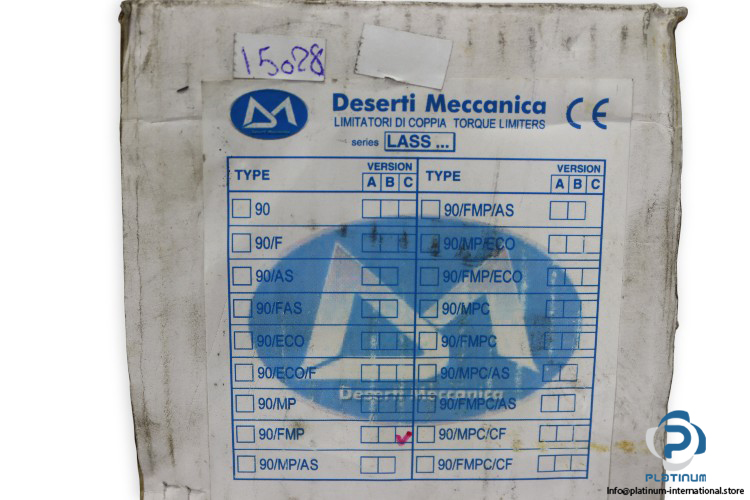 15028
Deserti Meccanica
LIMITATORI DI COPPIA TORQUE LIMITERS
CE
series LASS ...
TYPE VERSION A B C TYPE VERSION A B C
90 90/FMP/AS
90/F 90/MP/ECO
90/AS 90/FMP/ECO
90/FAS 90/MPC
90/ECO 90/FMPC
90/ECO/F 90/MPC/AS
90/MP 90/FMPC/AS
90/FMP 90/MPC/CF
90/MP/AS 90/FMPC/CF
Deserti Meccanica
PLATINUM
Info@platinum-international.store